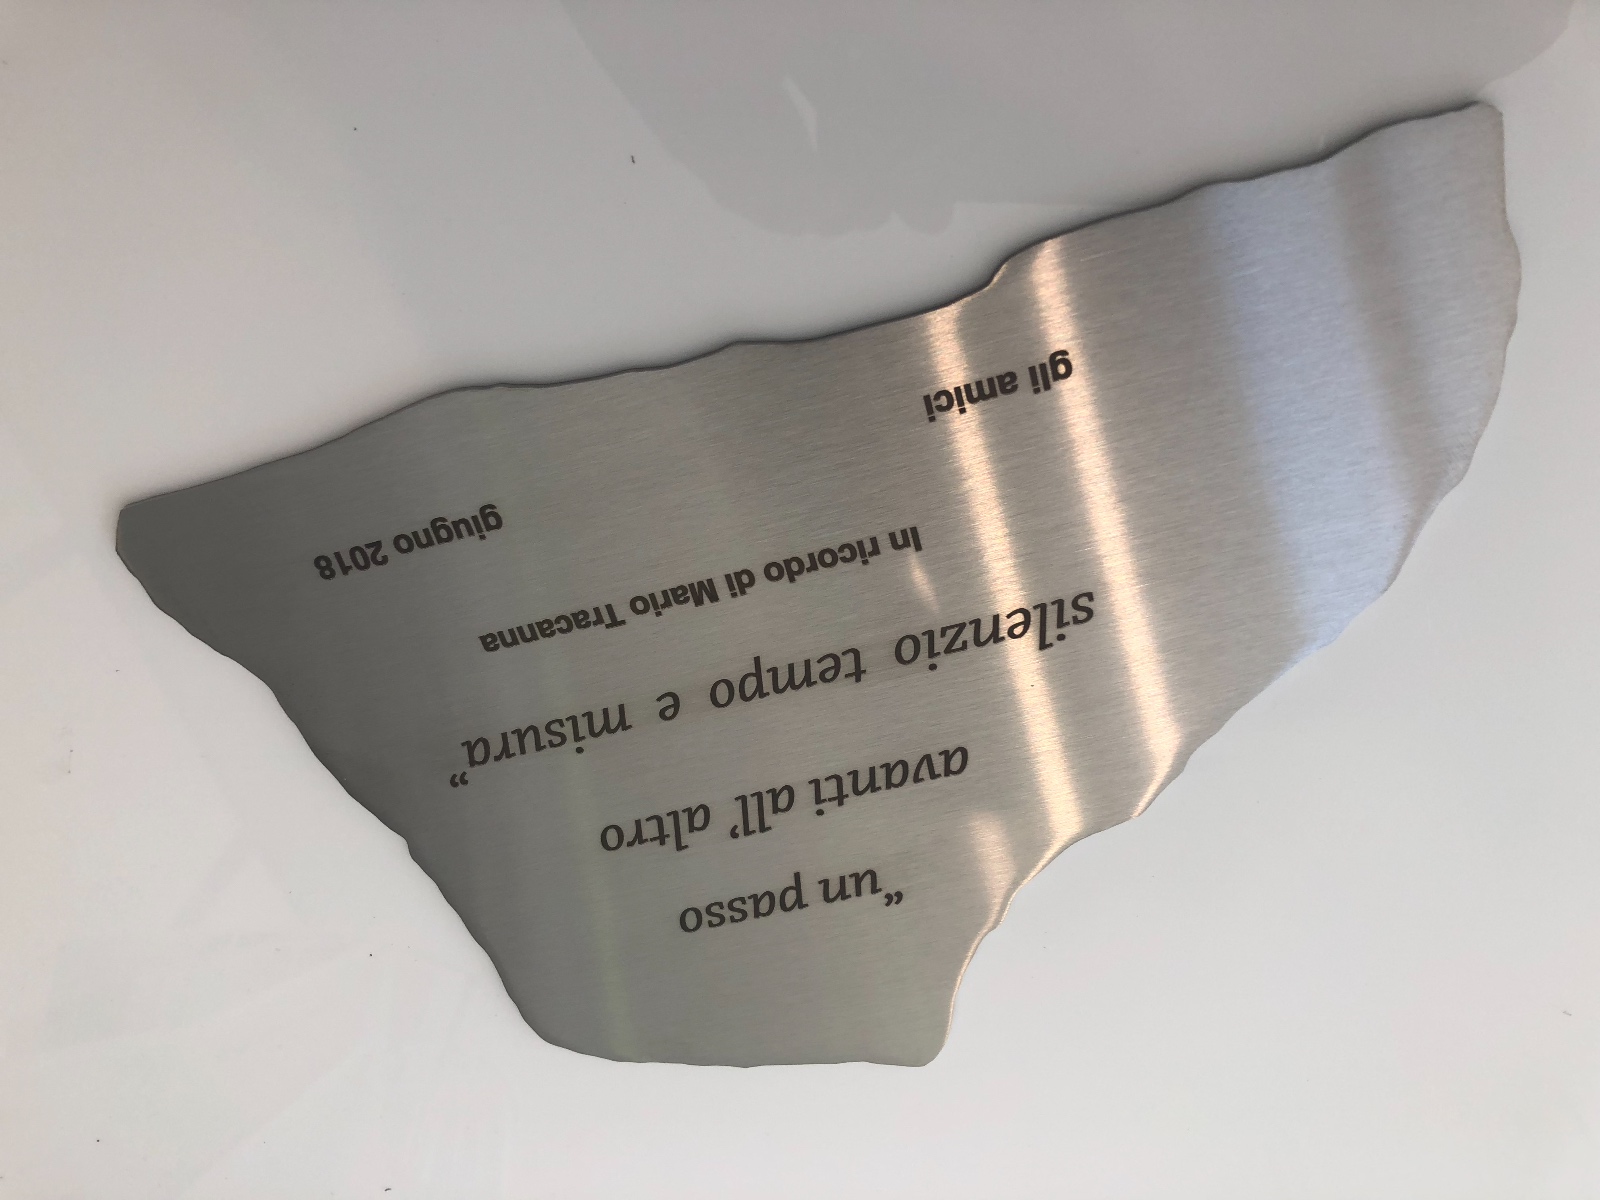 “un passo
avanti all’ altro
silenzio tempo e misura”
In ricordo di Mario Tracanna
gli amici
giugno 2018